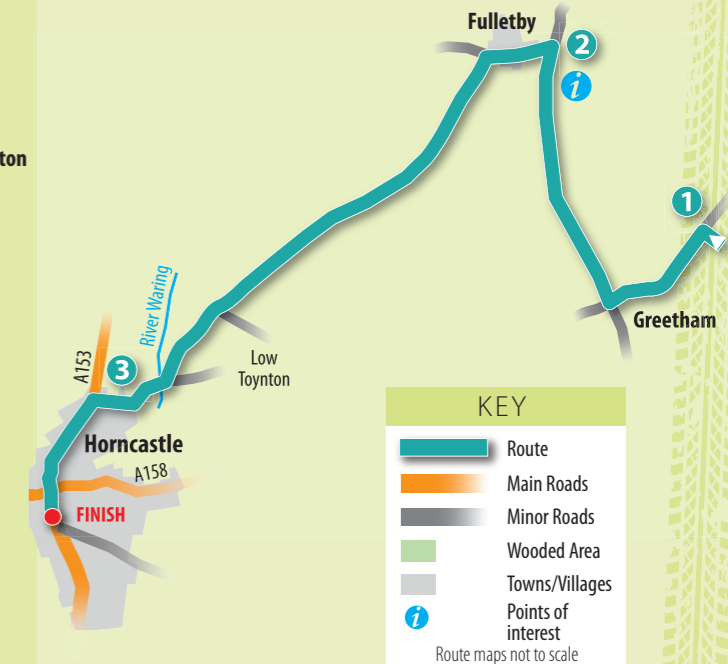 Fulletby
2
i
ton
1
Greetham
River Waring
Low
Toynton
A153
3
Horncastle
A158
FINISH
KEY
Route
Main Roads
Minor Roads
Wooded Area
Towns/Villages
i
Points of
interest
Route maps not to scale